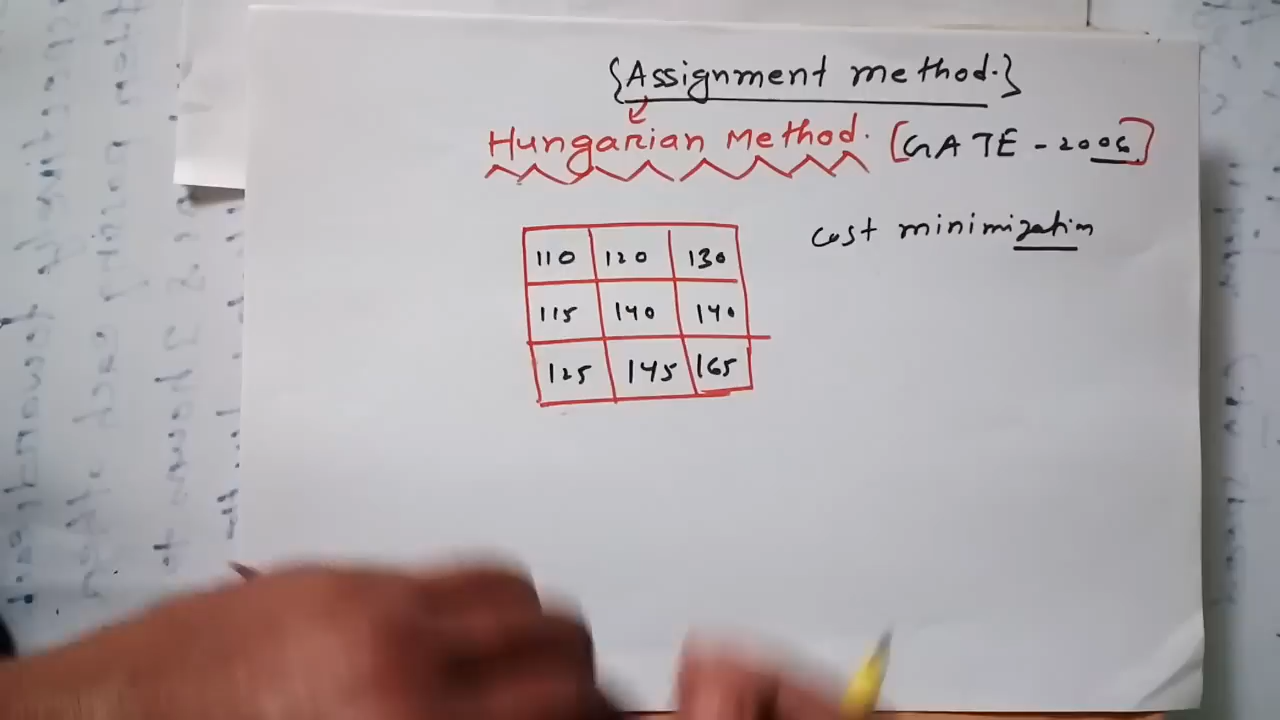 {Assignment method.}
Hungarian Method. [GATE - 2006]
cost minimization
110 120 130
115 140 140
125 145 165